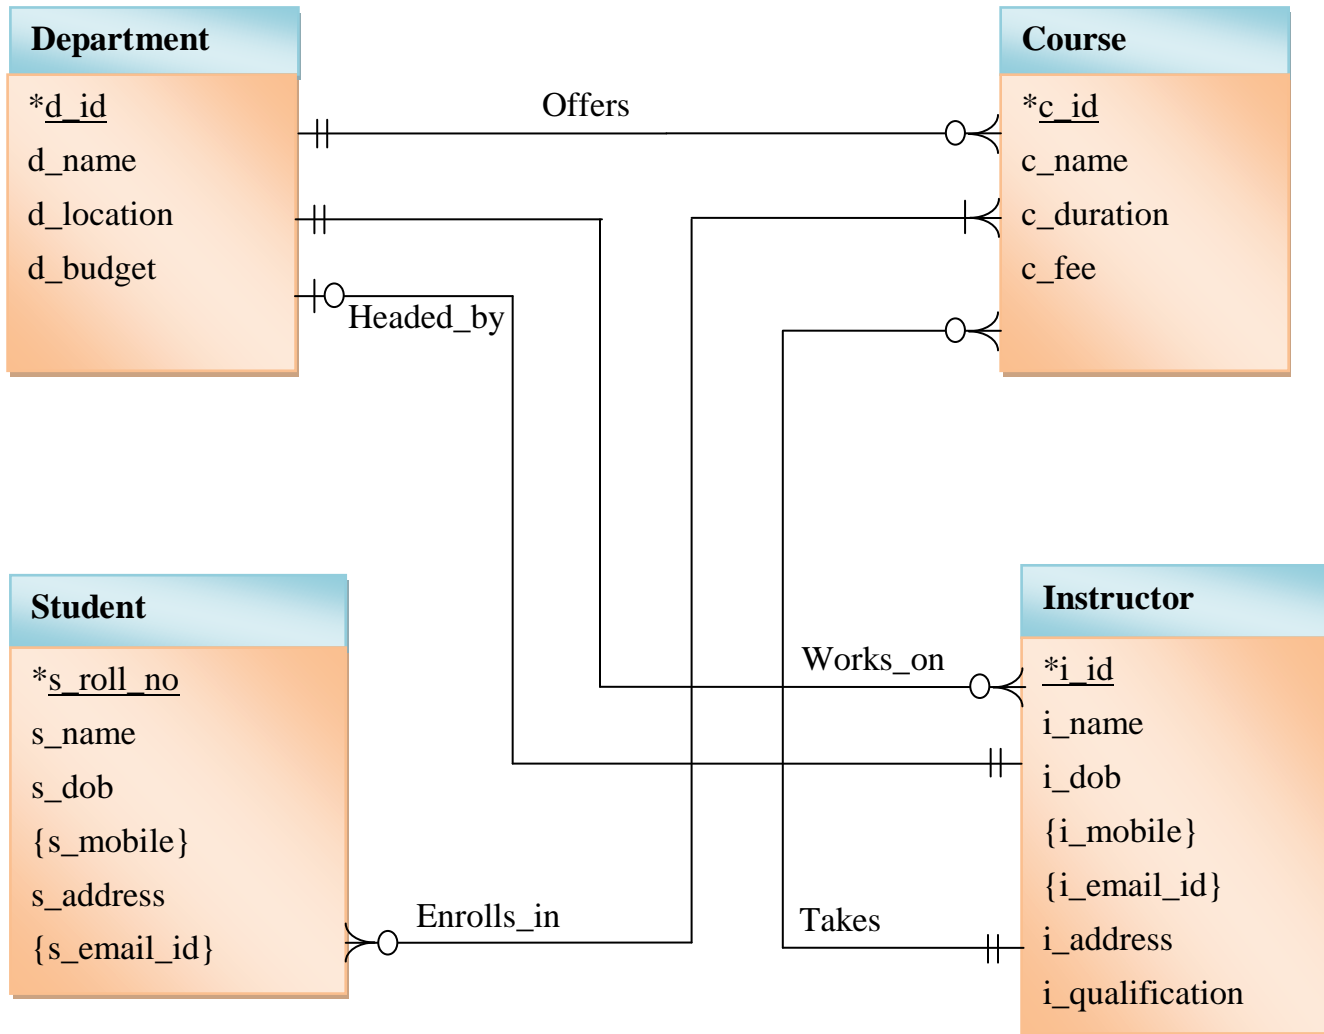 Department
*d_id
d_name
d_location
d_budget
Offers
Headed_by
Course
*c_id
c_name
c_duration
c_fee
Student
*s_roll_no
s_name
s_dob
{s_mobile}
s_address
{s_email_id}
Enrolls_in
Works_on
Takes
Instructor
*i_id
i_name
i_dob
{i_mobile}
{i_email_id}
i_address
i_qualification